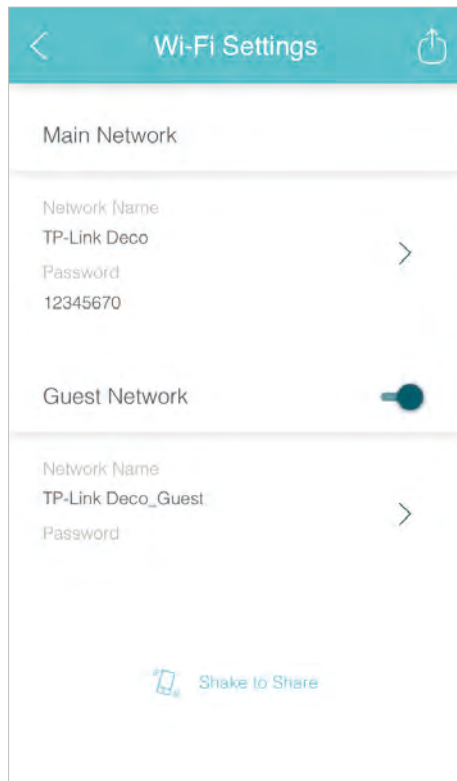 Wi-Fi Settings
Main Network
Network Name
TP-Link Deco
Password
12345670
Guest Network
Network Name
TP-Link Deco_Guest
Password
Shake to Share